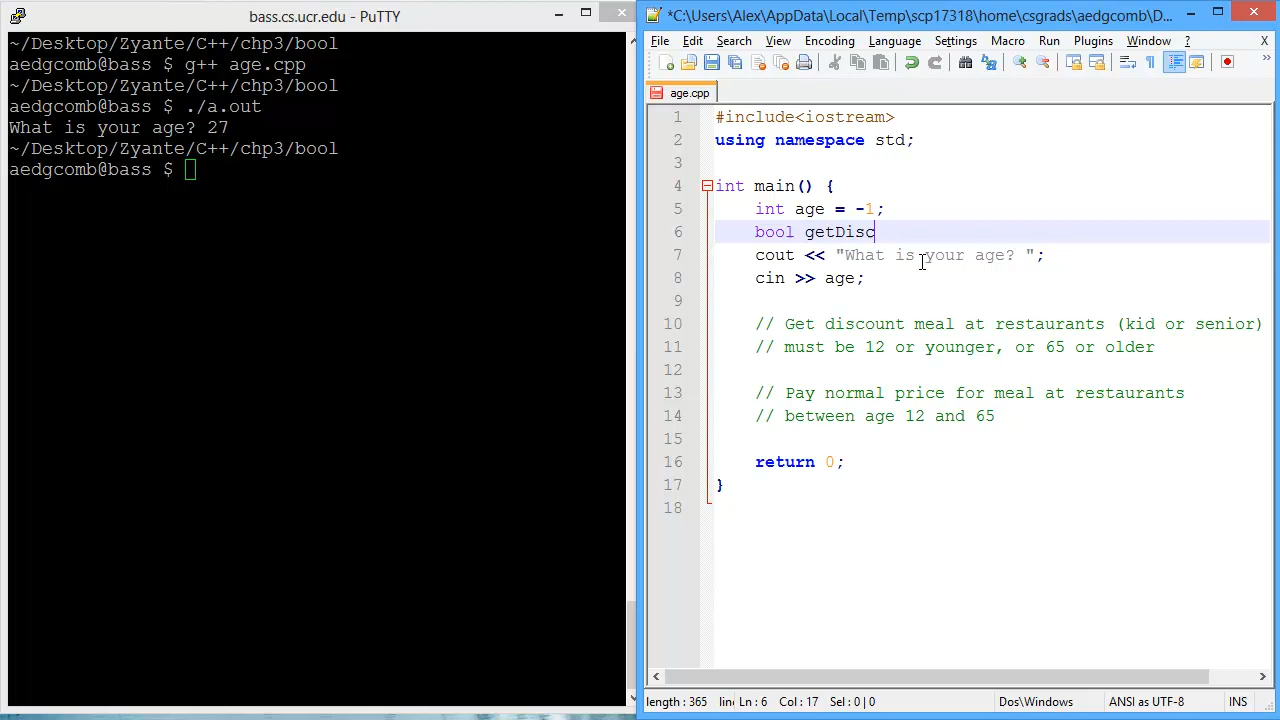 bass.cs.ucr.edu - PuTTY
~/Desktop/Zyante/C++/chp3/bool
aedgcomb@bass $ g++ age.cpp
~/Desktop/Zyante/C++/chp3/bool
aedgcomb@bass $ ./a.out
What is your age? 27
~/Desktop/Zyante/C++/chp3/bool
aedgcomb@bass $
*C:\Users\Alex\AppData\Local\Temp\scp17318\home\csgrads\aedgcomb\D...
File Edit Search View Encoding Language Settings Macro Run Plugins Window ? X
age.cpp
1 #include<iostream>
2 using namespace std;
3
4 int main() {
5 int age = -1;
6 bool getDisc
7 cout << "What is your age? ";
8 cin >> age;
9
10 // Get discount meal at restaurants (kid or senior)
11 // must be 12 or younger, or 65 or older
12
13 // Pay normal price for meal at restaurants
14 // between age 12 and 65
15
16 return 0;
17 }
18
length : 365 line Ln : 6 Col : 17 Sel : 0 | 0 Dos\Windows ANSI as UTF-8 INS